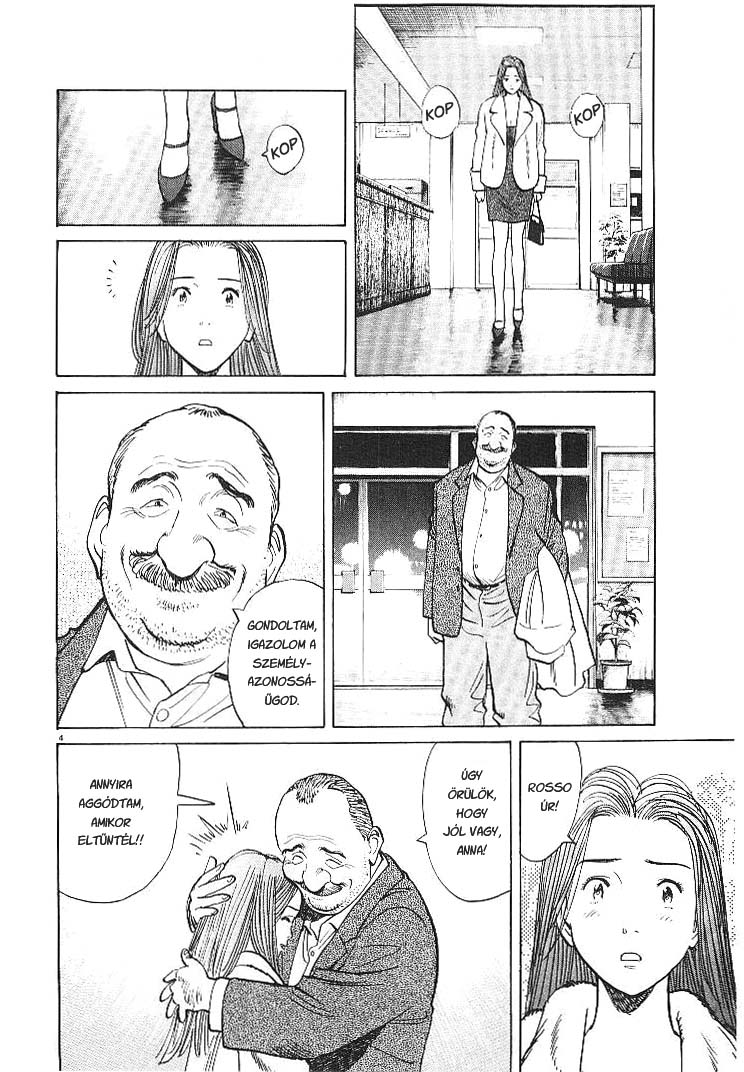 KOP
KOP
KOP
GONDOLTAM,
IGAZOLOM A
SZEMÉLY-
AZONOSSÁ-
ÜGOD.
4
ROSSO
ÚR!
ÚGY
ÖRÜLÖK,
HOGY
JÓL VAGY,
ANNA!
ANNYIRA
AGGÓDTAM,
AMIKOR
ELTŰNTÉL!!